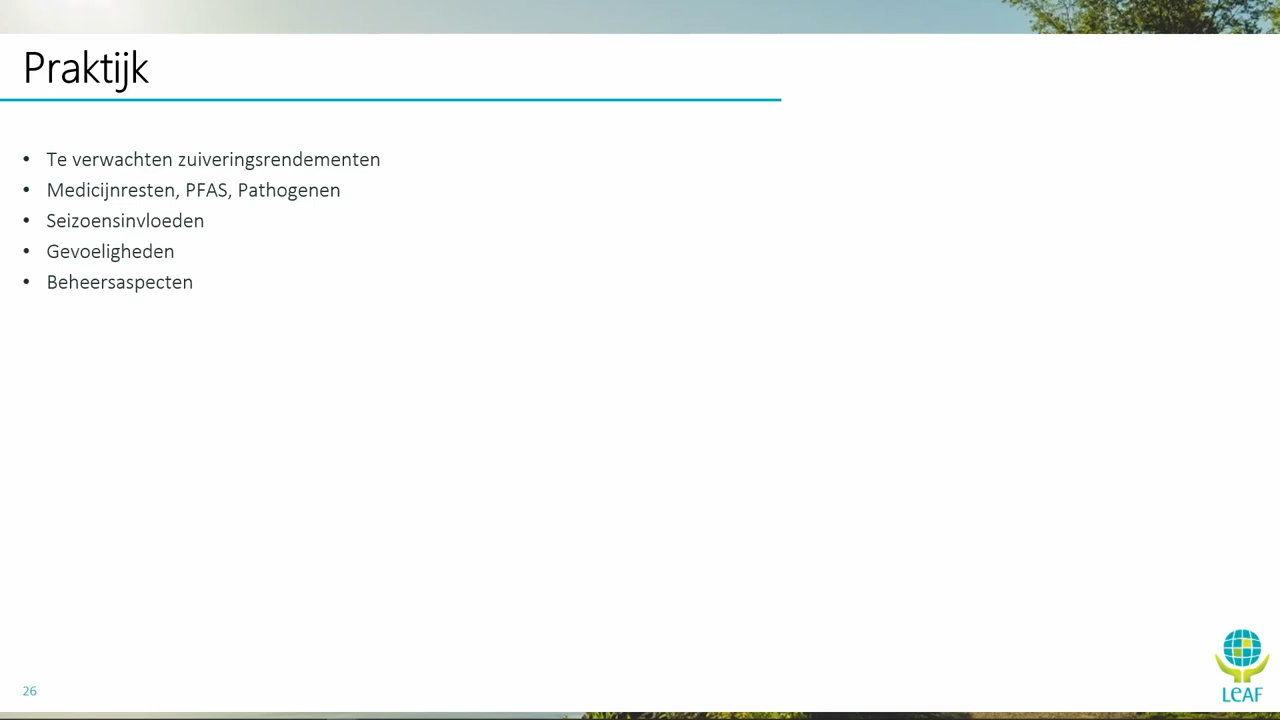 Praktijk
• Te verwachten zuiveringsrendementen
• Medicijnresten, PFAS, Pathogenen
• Seizoensinvloeden
• Gevoeligheden
• Beheersaspecten
26
LeAF